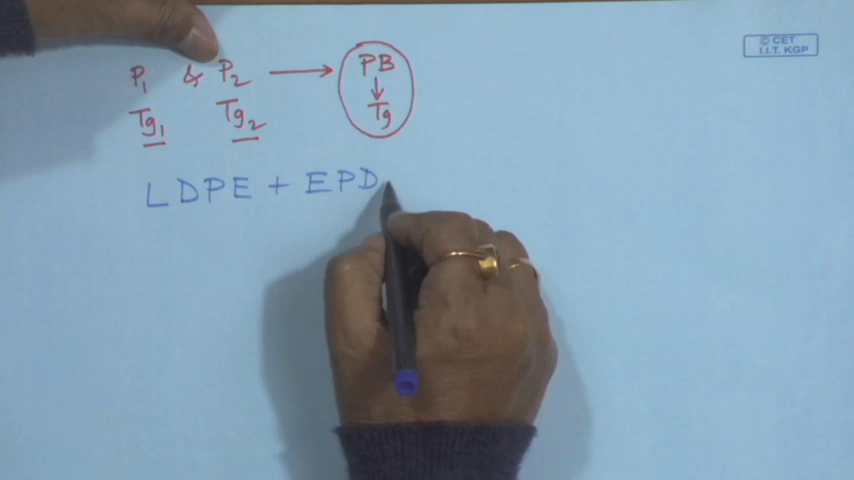 © CET
I.I.T. KGP
P₁ & P₂ → PB
↓
Tg₁ Tg₂ Tg
LDPE + EPD